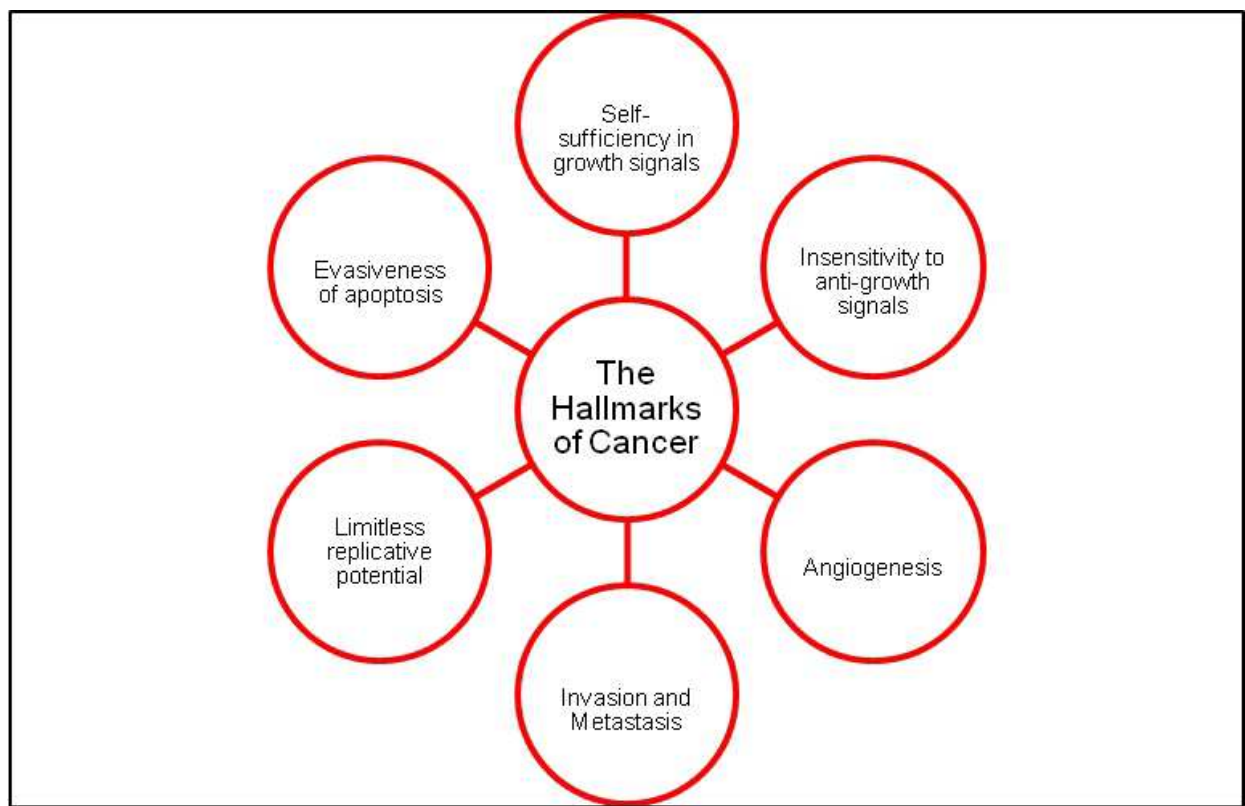 Self-
sufficiency in
growth signals
Insensitivity to
anti-growth
signals
Angiogenesis
Invasion and
Metastasis
Limitless
replicative
potential
Evasiveness
of apoptosis
The
Hallmarks
of Cancer